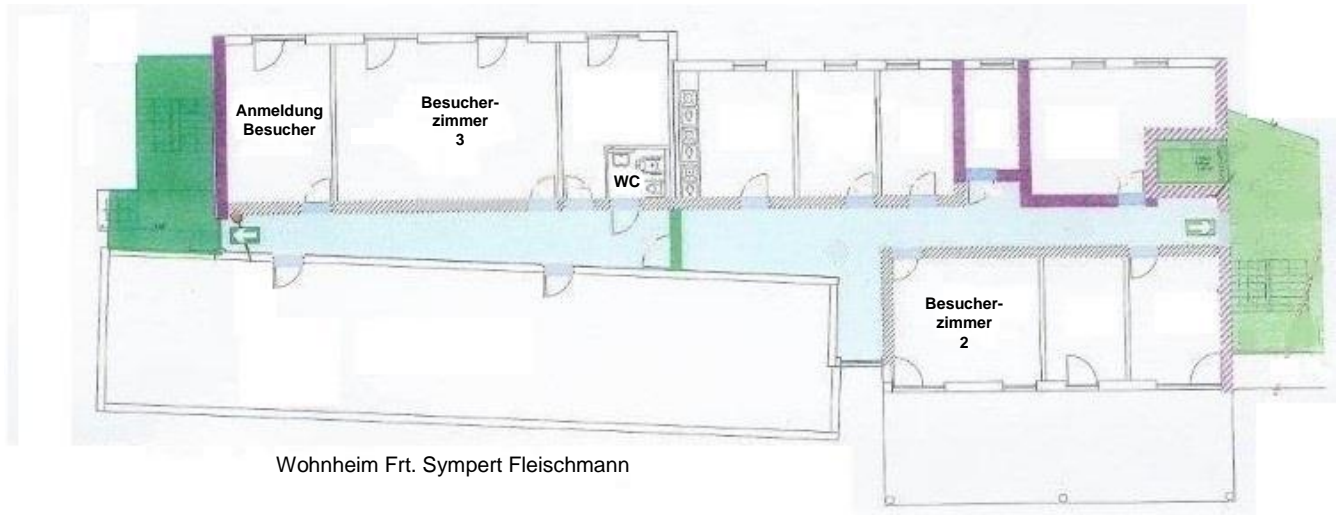 Anmeldung
Besucher
Besucher-
zimmer
3
WC
Besucher-
zimmer
2
Wohnheim Frt. Sympert Fleischmann